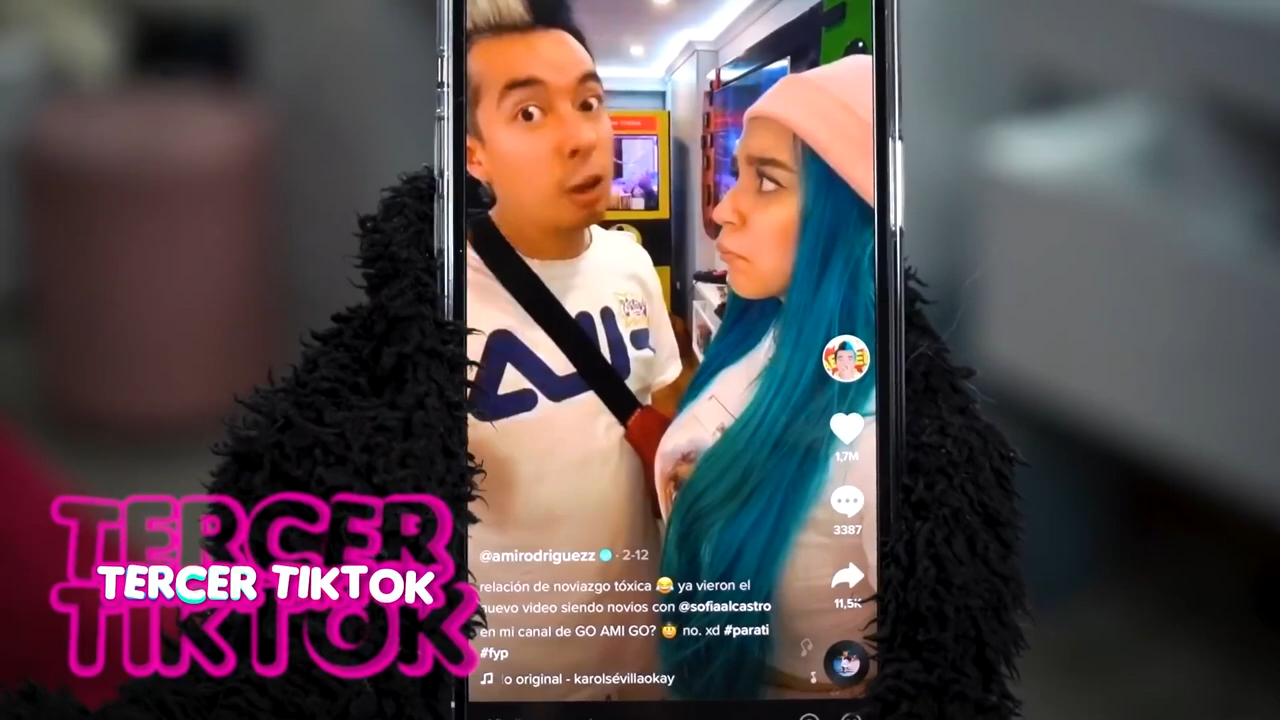 1,7M
3387
@amirodriguezz · 2-12
relación de noviazgo tóxica 😂 ya vieron el
nuevo video siendo novios con @sofiaalcastro
en mi canal de GO AMI GO? 🤠 no. xd #parati
#fyp
11,5K
o original - karolsévillaokay
TERCER
TIKTOK
TERCER TIKTOK